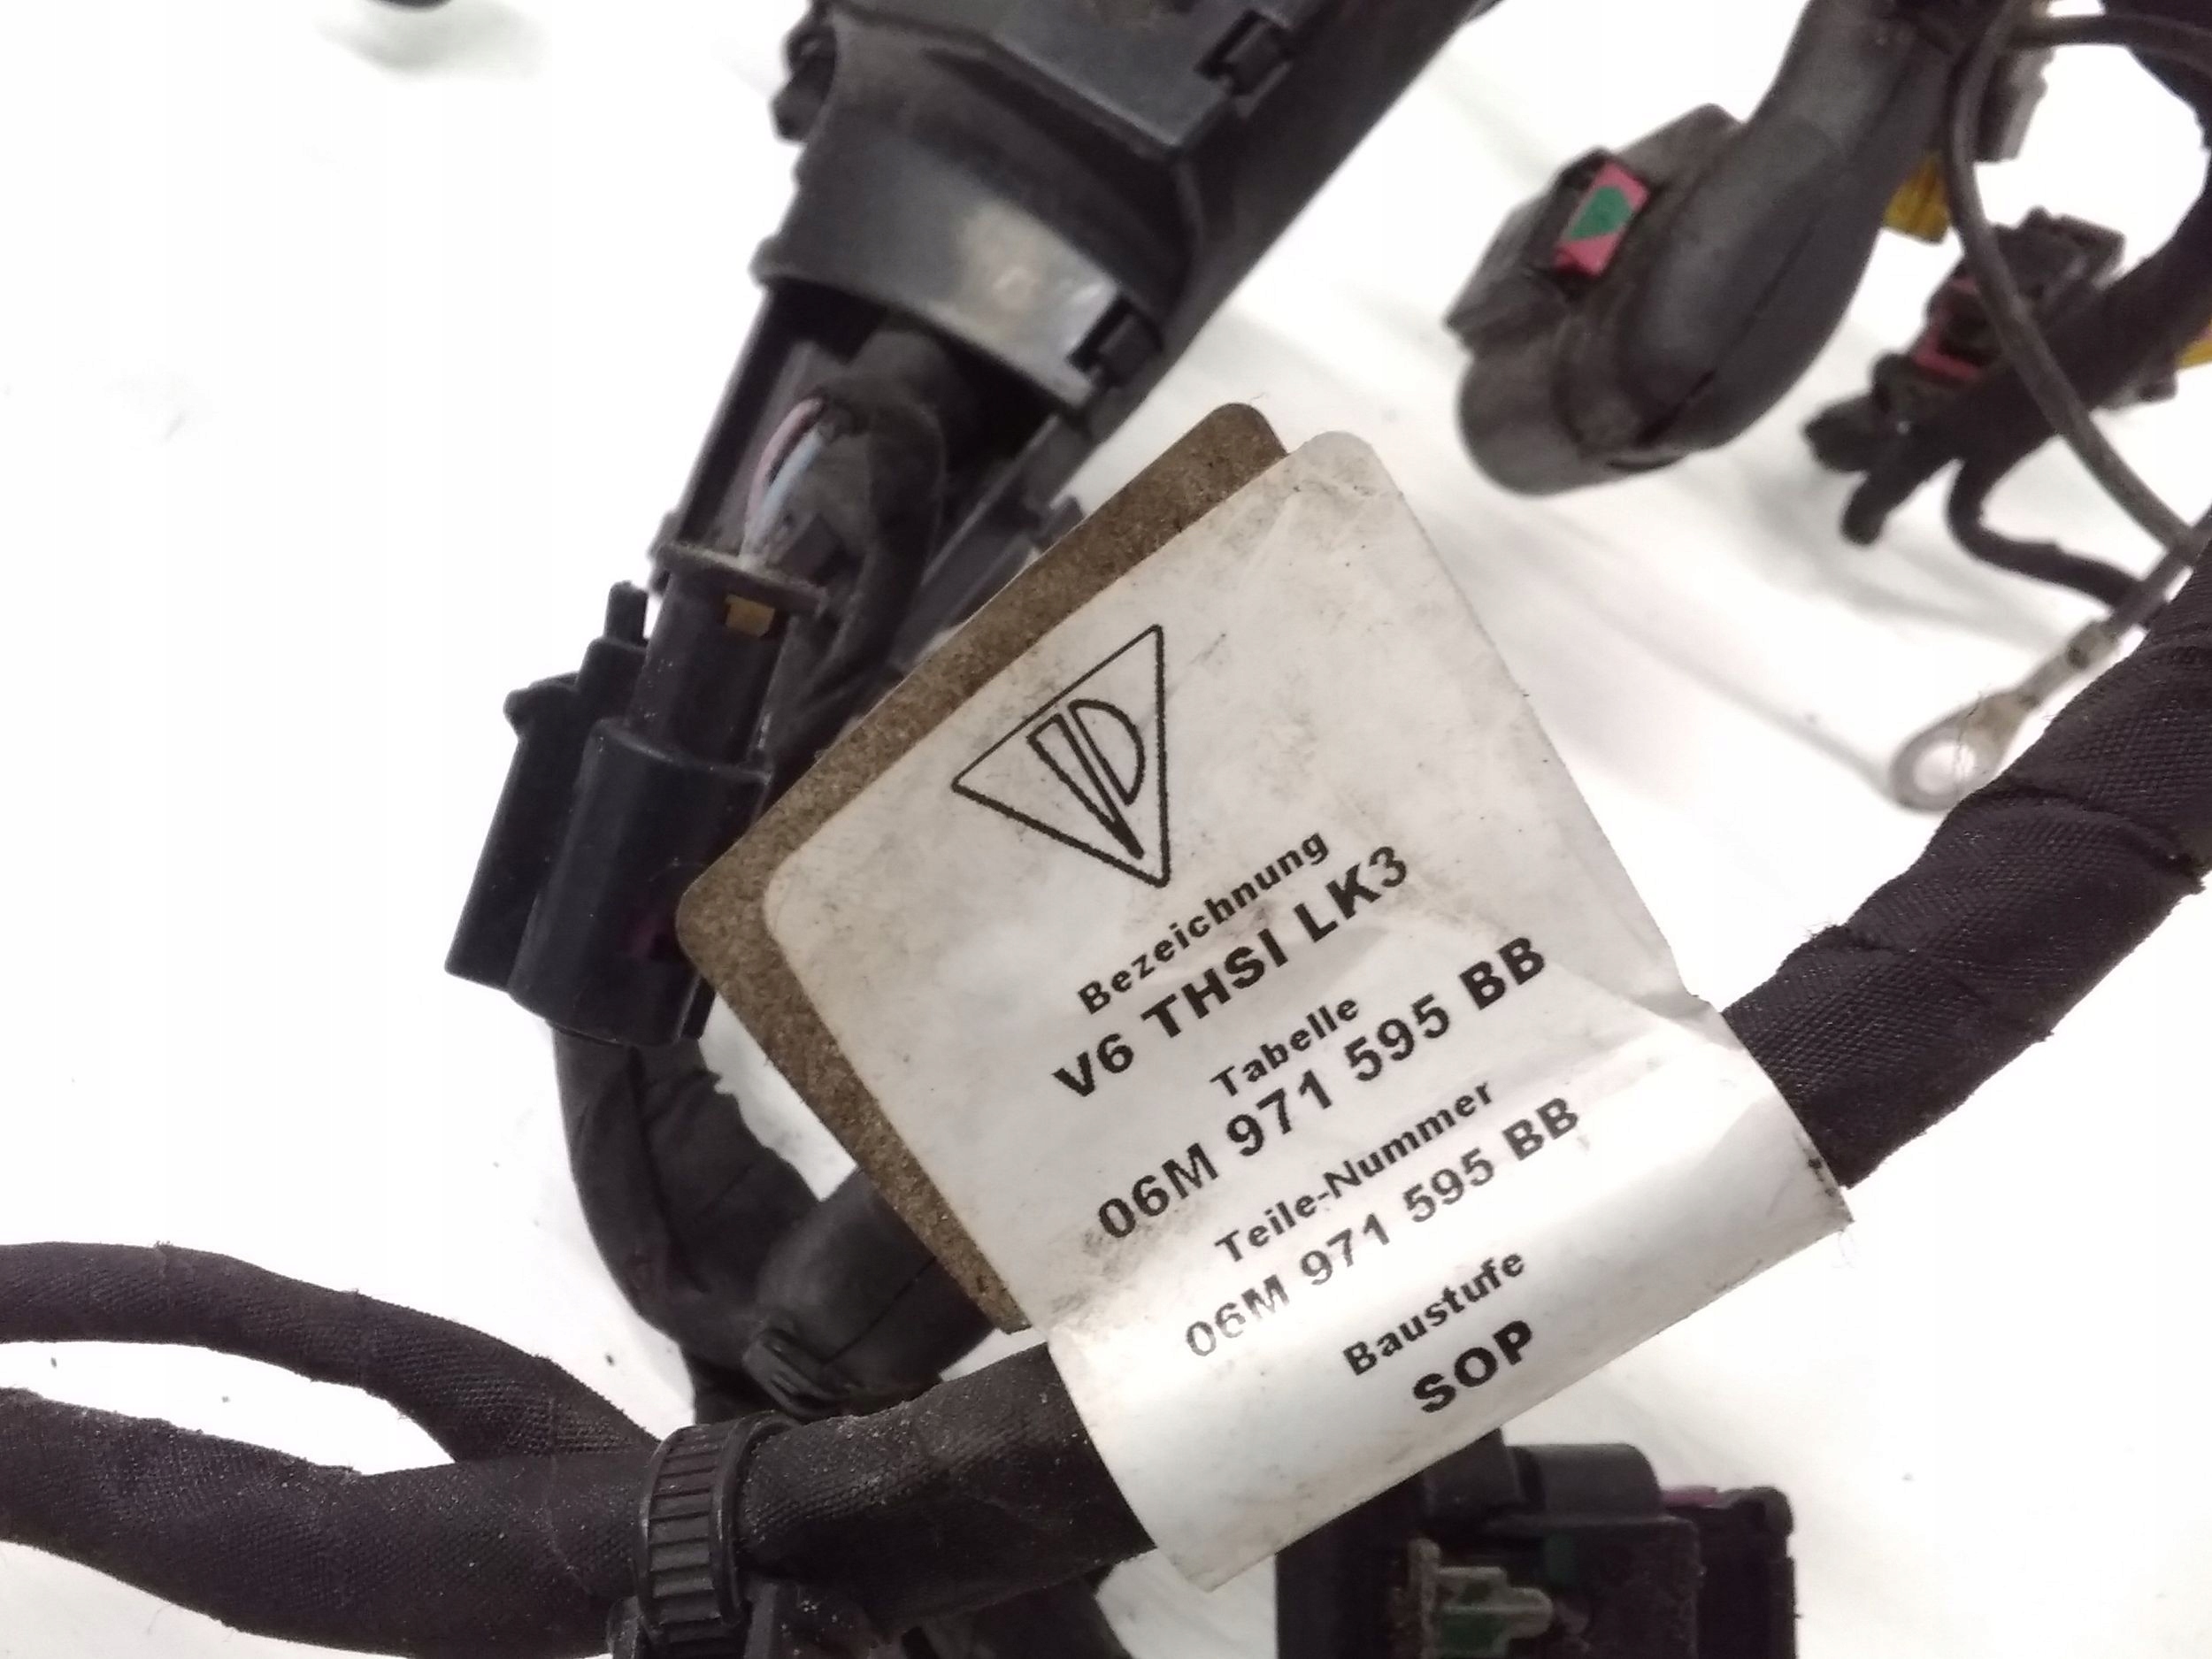 Bezeichnung
V6 THSI LK3
Tabelle
06M 971 595 BB
Teile-Nummer
06M 971 595 BB
Baustufe
SOP